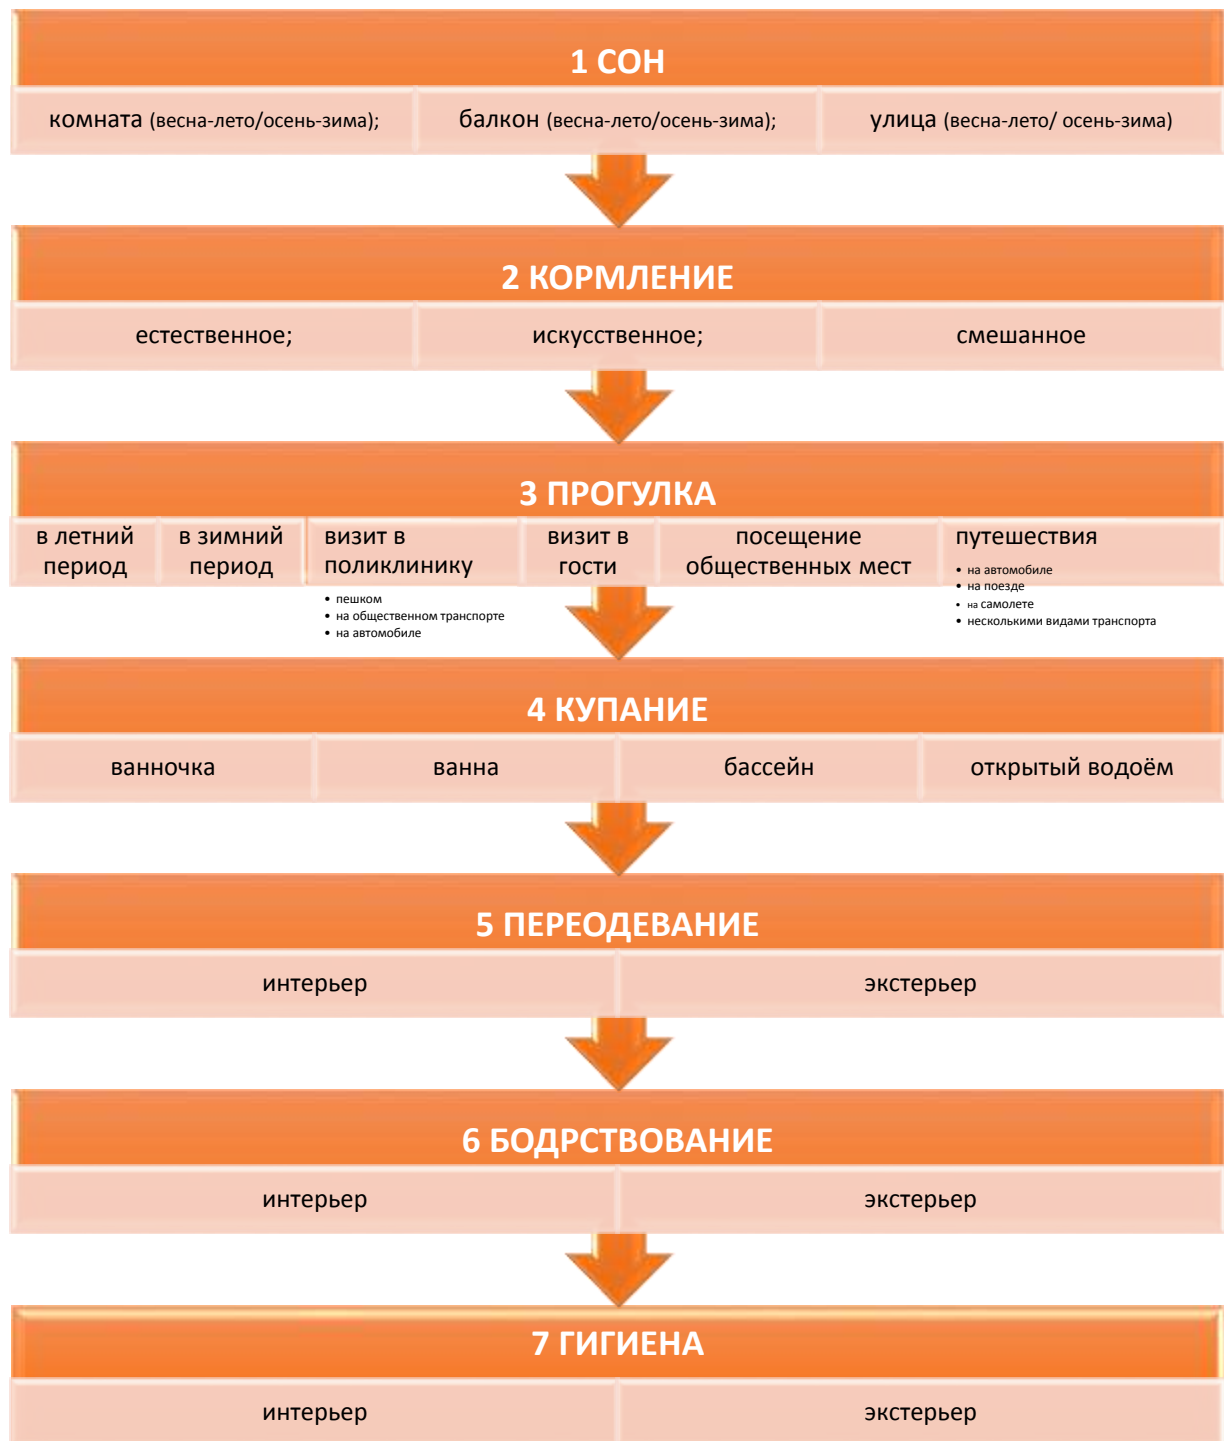 1 СОН
комната (весна-лето/осень-зима);
балкон (весна-лето/осень-зима);
улица (весна-лето/ осень-зима)
2 КОРМЛЕНИЕ
естественное;
искусственное;
смешанное
3 ПРОГУЛКА
в летний
период
в зимний
период
визит в
поликлинику
• пешком
• на общественном транспорте
• на автомобиле
визит в
гости
посещение
общественных мест
путешествия
• на автомобиле
• на поезде
• на самолете
• несколькими видами транспорта
4 КУПАНИЕ
ванночка
ванна
бассейн
открытый водоём
5 ПЕРЕОДЕВАНИЕ
интерьер
экстерьер
6 БОДРСТВОВАНИЕ
интерьер
экстерьер
7 ГИГИЕНА
интерьер
экстерьер